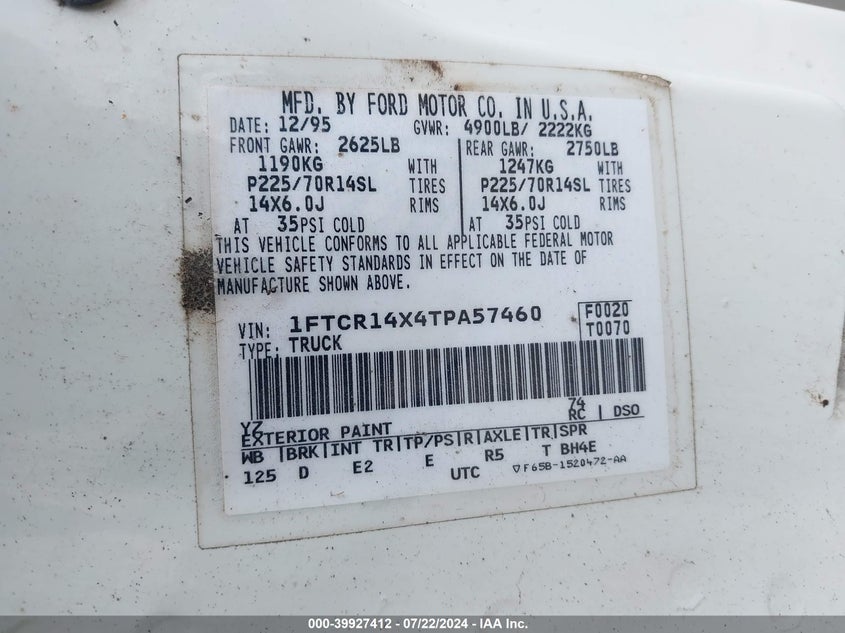 MFD. BY FORD MOTOR CO. IN U.S.A.
DATE: 12/95 GVWR: 4900LB/ 2222KG
FRONT GAWR: 2625LB REAR GAWR: 2750LB
1190KG WITH 1247KG WITH
P225/70R14SL TIRES P225/70R14SL TIRES
14X6.0J RIMS 14X6.0J RIMS
AT 35PSI COLD AT 35PSI COLD
THIS VEHICLE CONFORMS TO ALL APPLICABLE FEDERAL MOTOR
VEHICLE SAFETY STANDARDS IN EFFECT ON THE DATE OF
MANUFACTURE SHOWN ABOVE.
VIN: 1FTCR14X4TPA57460 F0020
TYPE: TRUCK T0070
YZ 74
EXTERIOR PAINT RC | DSO
WB |BRK|INT TR|TP/PS|R|AXLE|TR|SPR
125 D E2 E R5 T BH4E
UTC ▽F65B-1520472-AA
000-39927412 - 07/22/2024 - IAA Inc.